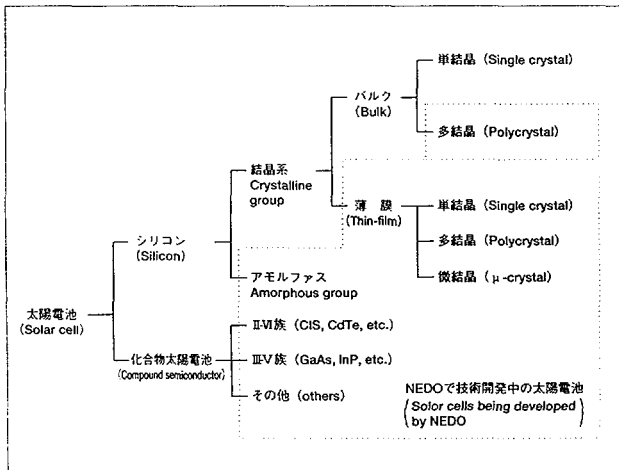 単結晶 (Single crystal)
バルク
(Bulk)
多結晶 (Polycrystal)
結晶系
Crystalline
group
薄 膜
(Thin-film)
単結晶 (Single crystal)
多結晶 (Polycrystal)
微結晶 (μ-crystal)
シリコン
(Silicon)
アモルファス
Amorphous group
太陽電池
(Solar cell)
II-VI族 (CIS, CdTe, etc.)
化合物太陽電池
(Compound semiconductor)
III-V族 (GaAs, InP, etc.)
その他 (others)
NEDOで技術開発中の太陽電池
(Solor cells being developed
by NEDO)